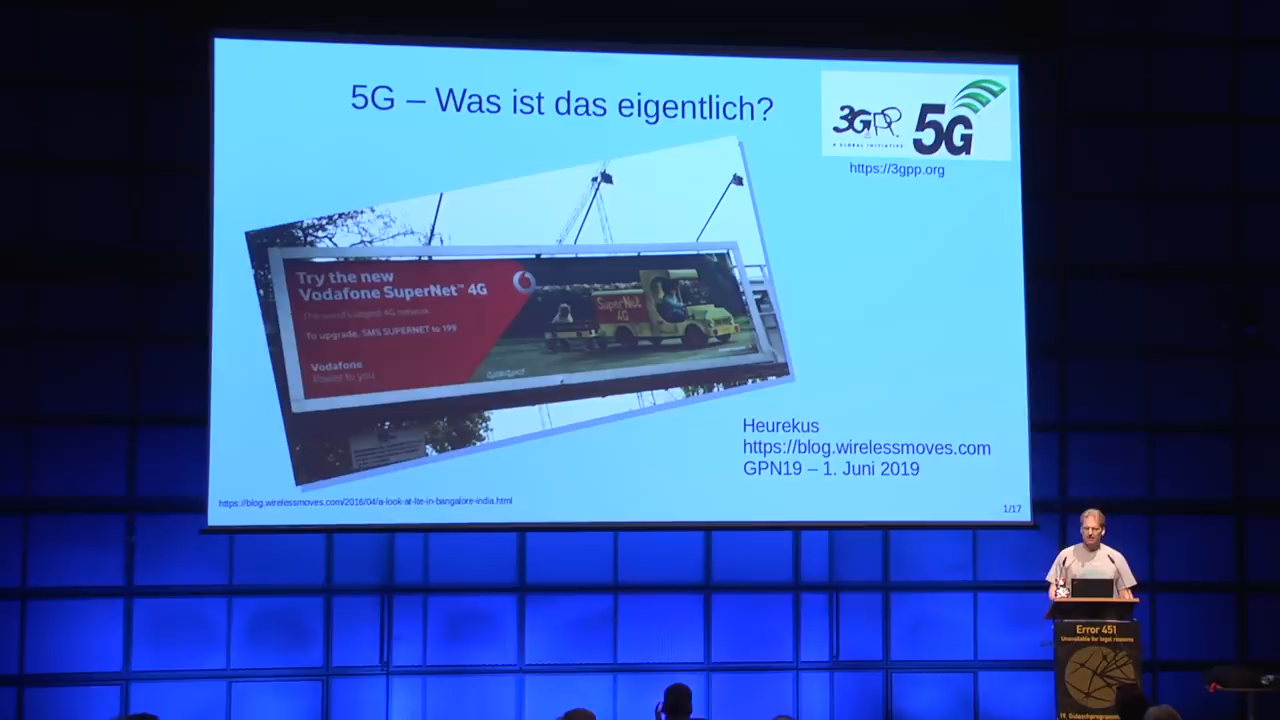 5G – Was ist das eigentlich?
3GPP
A GLOBAL INITIATIVE
5G
https://3gpp.org
Try the new
Vodafone SuperNet™ 4G
The world's largest 4G network
To upgrade, SMS SUPERNET to 199
Vodafone
Power to you
SuperNet
4G
Heurekus
https://blog.wirelessmoves.com
GPN19 – 1. Juni 2019
https://blog.wirelessmoves.com/2016/04/a-look-at-lte-in-bangalore-india.html
1/17
Error 451
Unavailable for legal reasons
19. Gulaschprogramm